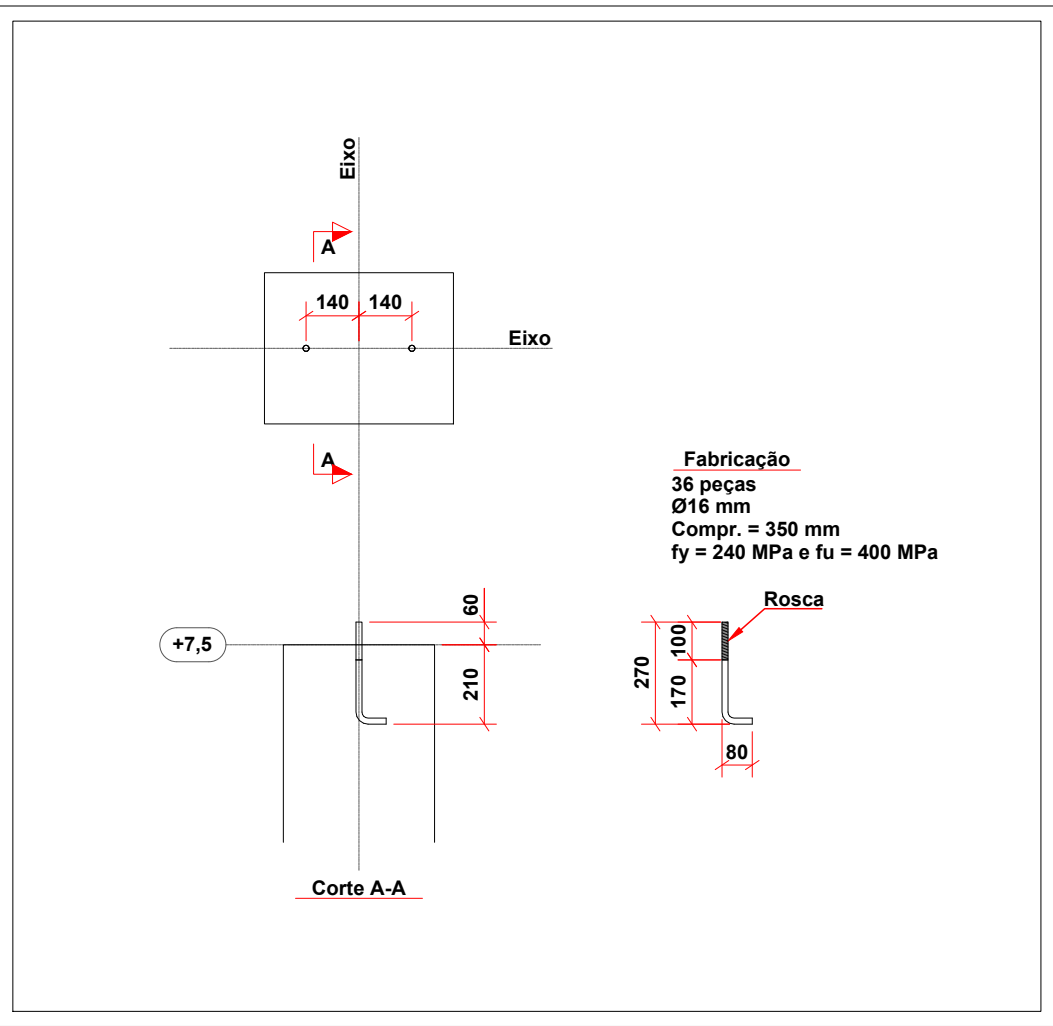 Eixo
A
140 140
Eixo
A
Fabricação
36 peças
Ø16 mm
Compr. = 350 mm
fy = 240 MPa e fu = 400 MPa
60
Rosca
+7,5
210
270
100
170
80
Corte A-A